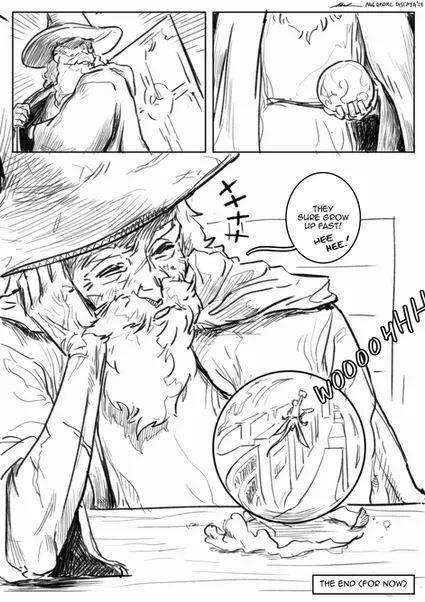 THEY
SURE GROW
UP FAST!
HEE
HEE!
WOOOOHHH
THE END (FOR NOW)